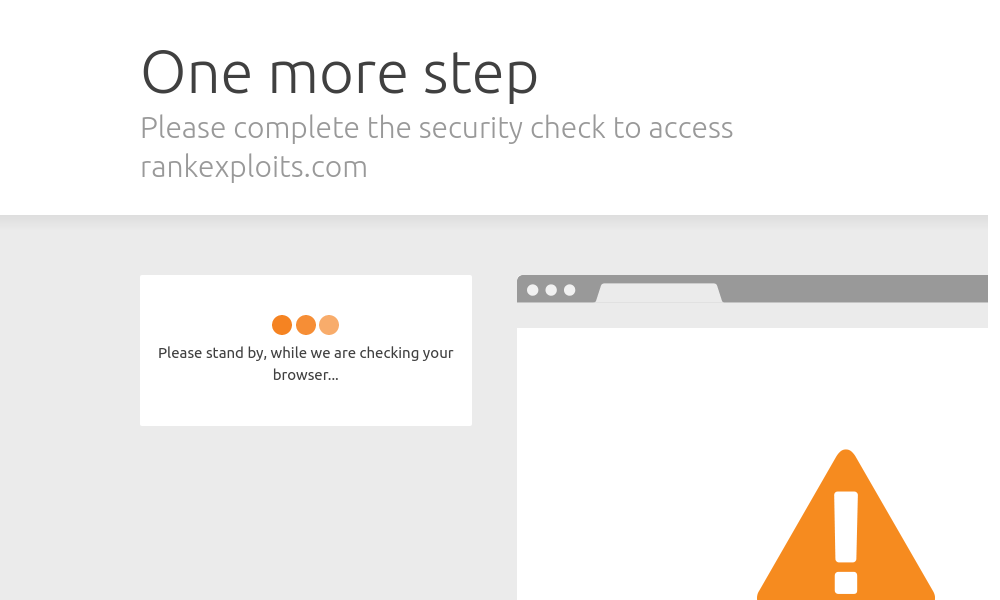 One more step
Please complete the security check to access
rankexploits.com
Please stand by, while we are checking your
browser...